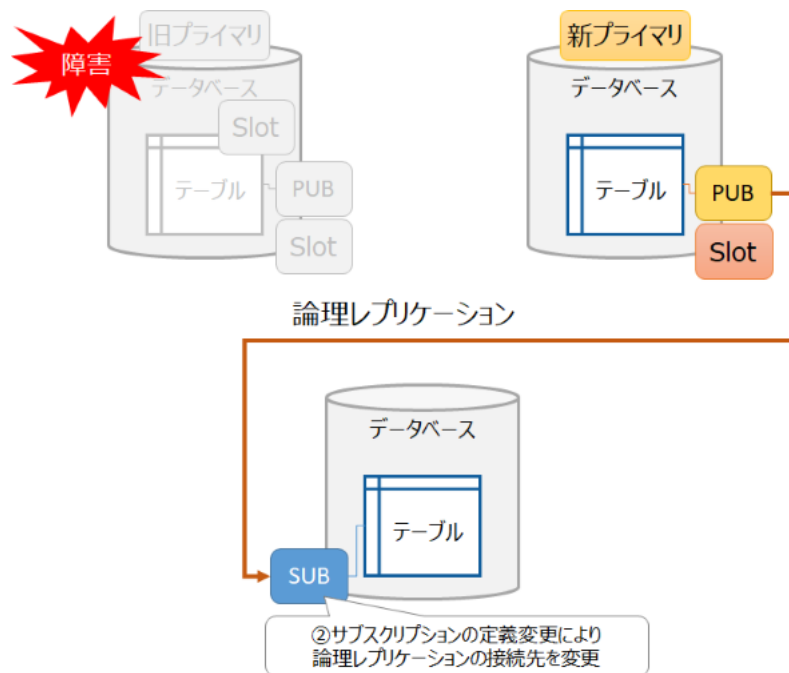 旧プライマリ
障害
データベース
Slot
テーブル
PUB
Slot
新プライマリ
データベース
テーブル
PUB
Slot
論理レプリケーション
データベース
テーブル
SUB
②サブスクリプションの定義変更により
論理レプリケーションの接続先を変更